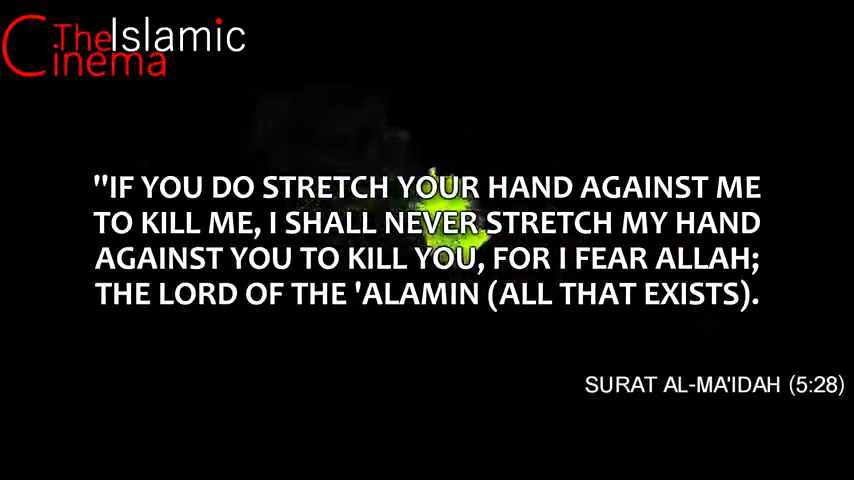 The Islamic
Cinema
"IF YOU DO STRETCH YOUR HAND AGAINST ME
TO KILL ME, I SHALL NEVER STRETCH MY HAND
AGAINST YOU TO KILL YOU, FOR I FEAR ALLAH;
THE LORD OF THE 'ALAMIN (ALL THAT EXISTS).
SURAT AL-MA'IDAH (5:28)